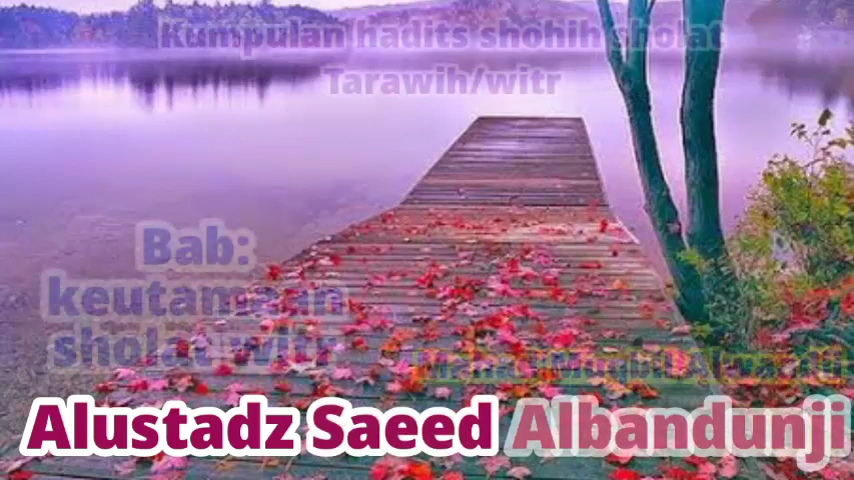 Kumpulan hadits shohih sholat
Tarawih/witr
Bab:
keutamaan
sholat witr
Alustadz Saeed Albandunji